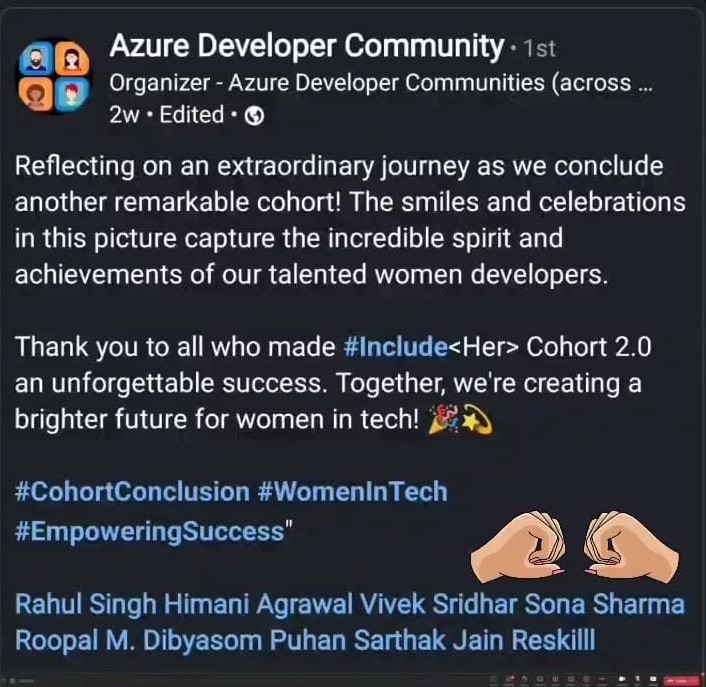 Azure Developer Community · 1st
Organizer - Azure Developer Communities (across ...
2w • Edited •
Reflecting on an extraordinary journey as we conclude
another remarkable cohort! The smiles and celebrations
in this picture capture the incredible spirit and
achievements of our talented women developers.
Thank you to all who made #Include<Her> Cohort 2.0
an unforgettable success. Together, we're creating a
brighter future for women in tech! 🎉💫
#CohortConclusion #WomenInTech
#EmpoweringSuccess"
Rahul Singh Himani Agrawal Vivek Sridhar Sona Sharma
Roopal M. Dibyasom Puhan Sarthak Jain Reskilll